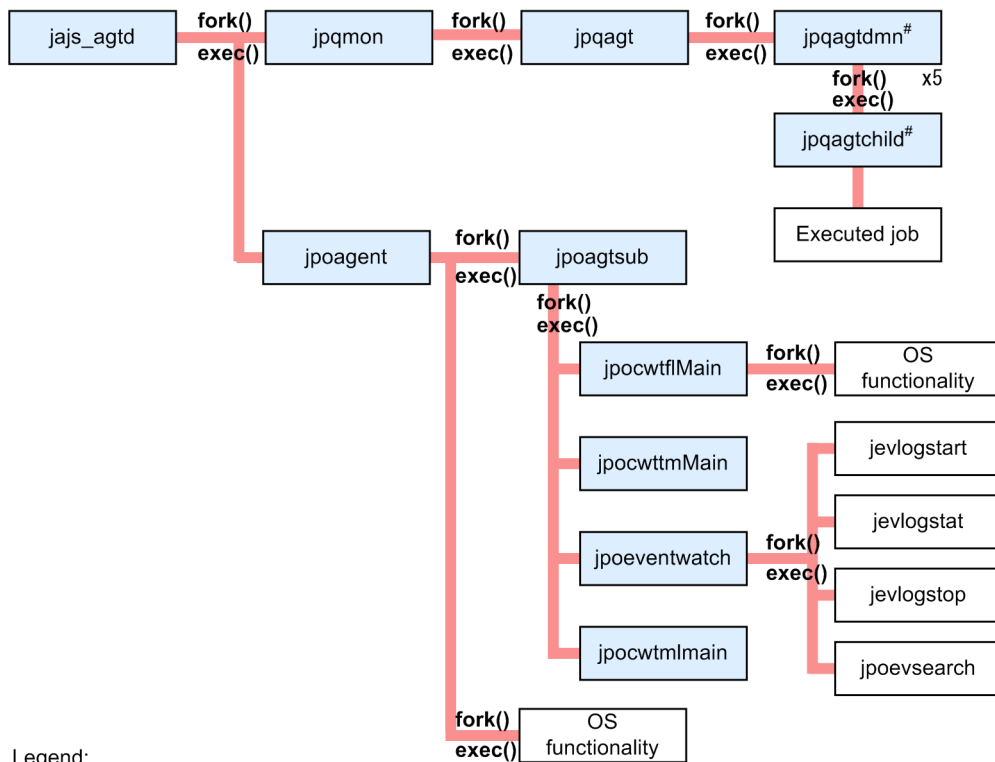 jajs_agtd
fork()
exec()
jpqmon
fork()
exec()
jpqagt
fork()
exec()
jpqagtdmn#
fork()
exec()
x5
jpqagtchild#
Executed job
jpoagent
fork()
exec()
jpoagtsub
fork()
exec()
jpocwtflMain
fork()
exec()
OS
functionality
jpocwttmMain
jpoeventwatch
fork()
exec()
jevlogstart
jevlogstat
jevlogstop
jpoevsearch
jpocwtmlmain
fork()
exec()
OS
functionality
Legend: